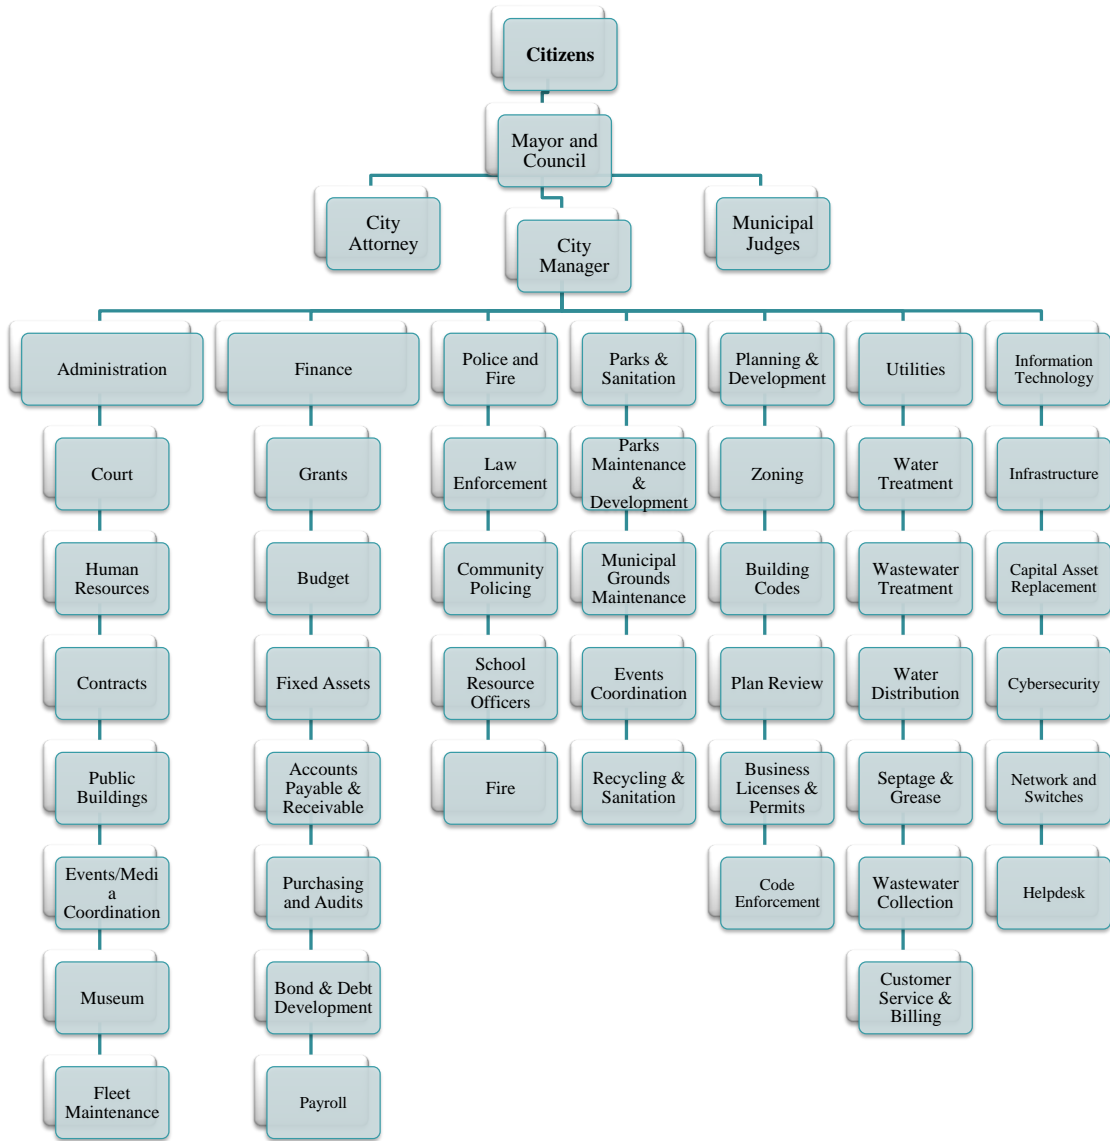 Citizens
Mayor and
Council
City
Attorney
City
Manager
Municipal
Judges
Administration
Finance
Police and
Fire
Parks &
Sanitation
Planning &
Development
Utilities
Information
Technology
Court
Human
Resources
Contracts
Public
Buildings
Events/Medi
a
Coordination
Museum
Fleet
Maintenance
Grants
Budget
Fixed Assets
Accounts
Payable &
Receivable
Purchasing
and Audits
Bond & Debt
Development
Payroll
Law
Enforcement
Community
Policing
School
Resource
Officers
Fire
Parks
Maintenance
&
Development
Municipal
Grounds
Maintenance
Events
Coordination
Recycling &
Sanitation
Zoning
Building
Codes
Plan Review
Business
Licenses &
Permits
Code
Enforcement
Water
Treatment
Wastewater
Treatment
Water
Distribution
Septage &
Grease
Wastewater
Collection
Customer
Service &
Billing
Infrastructure
Capital Asset
Replacement
Cybersecurity
Network and
Switches
Helpdesk